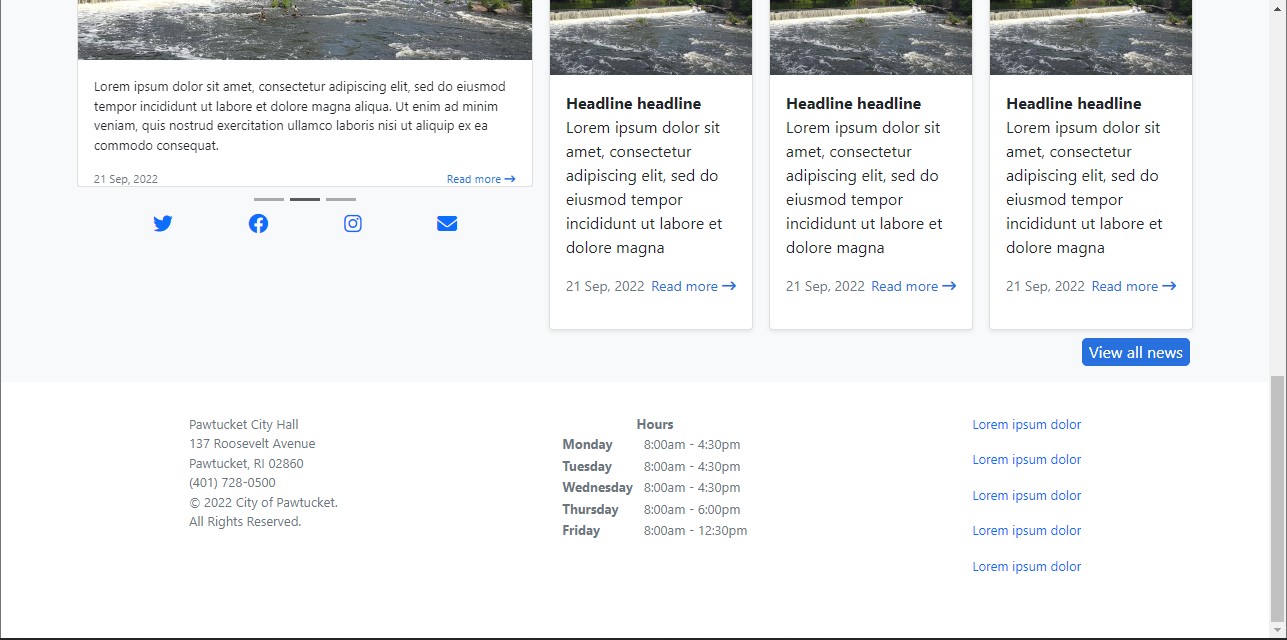 Lorem ipsum dolor sit amet, consectetur adipiscing elit, sed do eiusmod
tempor incididunt ut labore et dolore magna aliqua. Ut enim ad minim
veniam, quis nostrud exercitation ullamco laboris nisi ut aliquip ex ea
commodo consequat.
21 Sep, 2022 Read more →
Headline headline
Lorem ipsum dolor sit
amet, consectetur
adipiscing elit, sed do
eiusmod tempor
incididunt ut labore et
dolore magna
21 Sep, 2022 Read more →
Headline headline
Lorem ipsum dolor sit
amet, consectetur
adipiscing elit, sed do
eiusmod tempor
incididunt ut labore et
dolore magna
21 Sep, 2022 Read more →
Headline headline
Lorem ipsum dolor sit
amet, consectetur
adipiscing elit, sed do
eiusmod tempor
incididunt ut labore et
dolore magna
21 Sep, 2022 Read more →
View all news
Pawtucket City Hall
137 Roosevelt Avenue
Pawtucket, RI 02860
(401) 728-0500
© 2022 City of Pawtucket.
All Rights Reserved.
Hours
Monday 8:00am - 4:30pm
Tuesday 8:00am - 4:30pm
Wednesday 8:00am - 4:30pm
Thursday 8:00am - 6:00pm
Friday 8:00am - 12:30pm
Lorem ipsum dolor
Lorem ipsum dolor
Lorem ipsum dolor
Lorem ipsum dolor
Lorem ipsum dolor